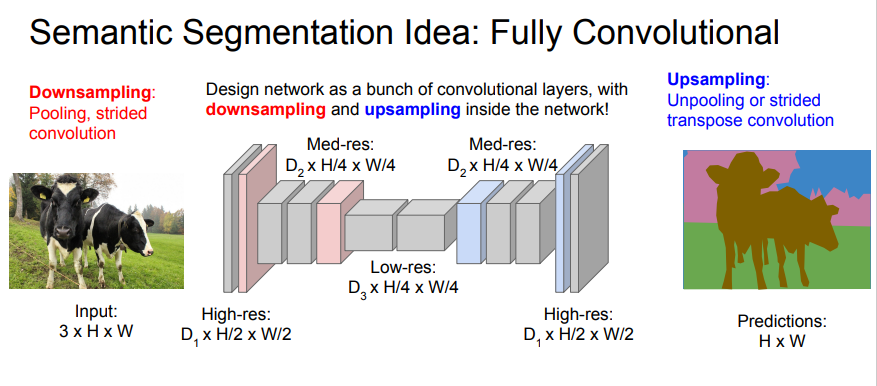 Semantic Segmentation Idea: Fully Convolutional
Downsampling:
Pooling, strided
convolution
Design network as a bunch of convolutional layers, with
downsampling and upsampling inside the network!
Upsampling:
Unpooling or strided
transpose convolution
Med-res:
D2 x H/4 x W/4
Med-res:
D2 x H/4 x W/4
Low-res:
D3 x H/4 x W/4
Input:
3 x H x W
High-res:
D1 x H/2 x W/2
High-res:
D1 x H/2 x W/2
Predictions:
H x W